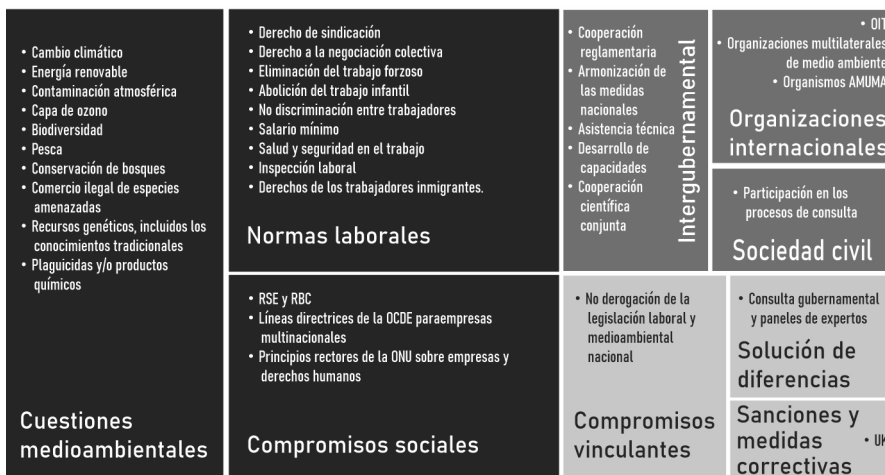 • Cambio climático
• Energía renovable
• Contaminación atmosférica
• Capa de ozono
• Biodiversidad
• Pesca
• Conservación de bosques
• Comercio ilegal de especies
amenazadas
• Recursos genéticos, incluidos los
conocimientos tradicionales
• Plaguicidas y/o productos
químicos
Cuestiones
medioambientales
• Derecho de sindicación
• Derecho a la negociación colectiva
• Eliminación del trabajo forzoso
• Abolición del trabajo infantil
• No discriminación entre trabajadores
• Salario mínimo
• Salud y seguridad en el trabajo
• Inspección laboral
• Derechos de los trabajadores inmigrantes.
Normas laborales
• RSE y RBC
• Líneas directrices de la OCDE paraempresas
multinacionales
• Principios rectores de la ONU sobre empresas y
derechos humanos
Compromisos sociales
• Cooperación
reglamentaria
• Armonización de
las medidas
nacionales
• Asistencia técnica
• Desarrollo de
capacidades
• Cooperación
científica
conjunta
Intergubernamental
• OIT
• Organizaciones multilaterales
de medio ambiente
• Organismos AMUMA
Organizaciones
internacionales
• Participación en los
procesos de consulta
Sociedad civil
• No derogación de la
legislación laboral y
medioambiental
nacional
Compromisos
vinculantes
• Consulta gubernamental
y paneles de expertos
Solución de
diferencias
Sanciones y
medidas
correctivas
• UK